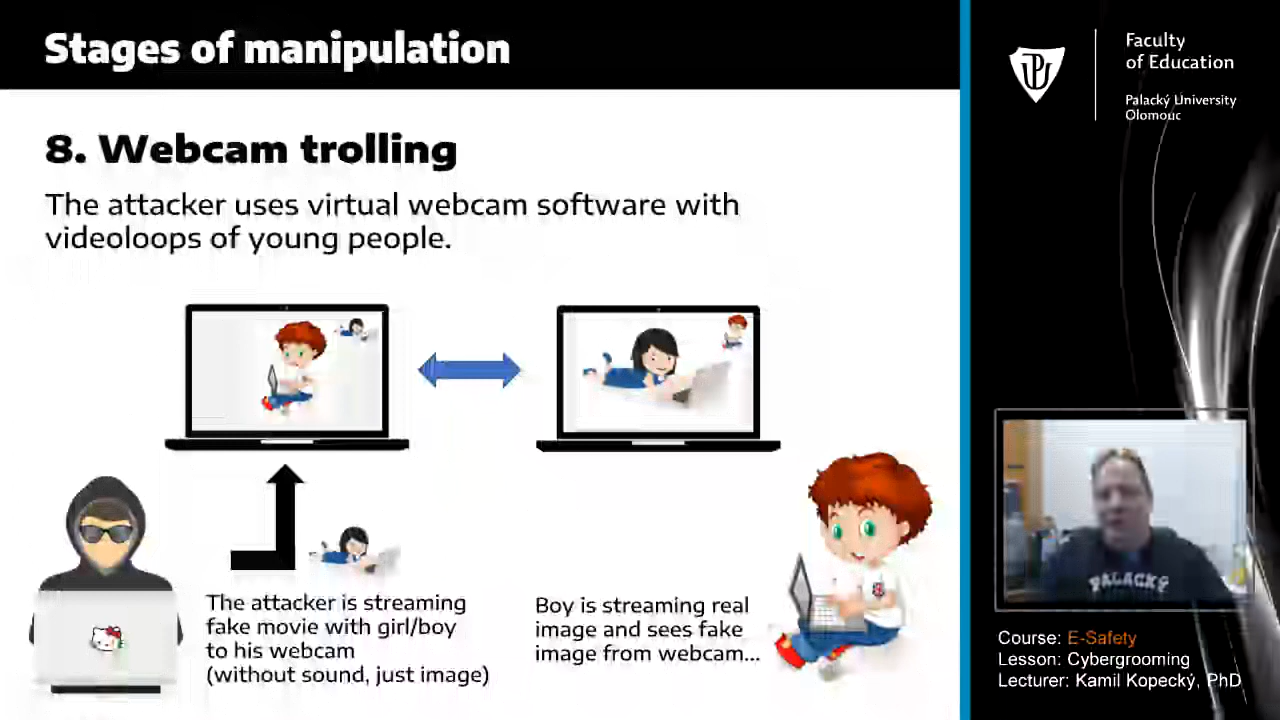 Stages of manipulation
8. Webcam trolling
The attacker uses virtual webcam software with
videoloops of young people.
The attacker is streaming
fake movie with girl/boy
to his webcam
(without sound, just image)
Boy is streaming real
image and sees fake
image from webcam...
Faculty
of Education
Palacký University
Olomouc
PALACKÝ
Course: E-Safety
Lesson: Cybergrooming
Lecturer: Kamil Kopecký, PhD